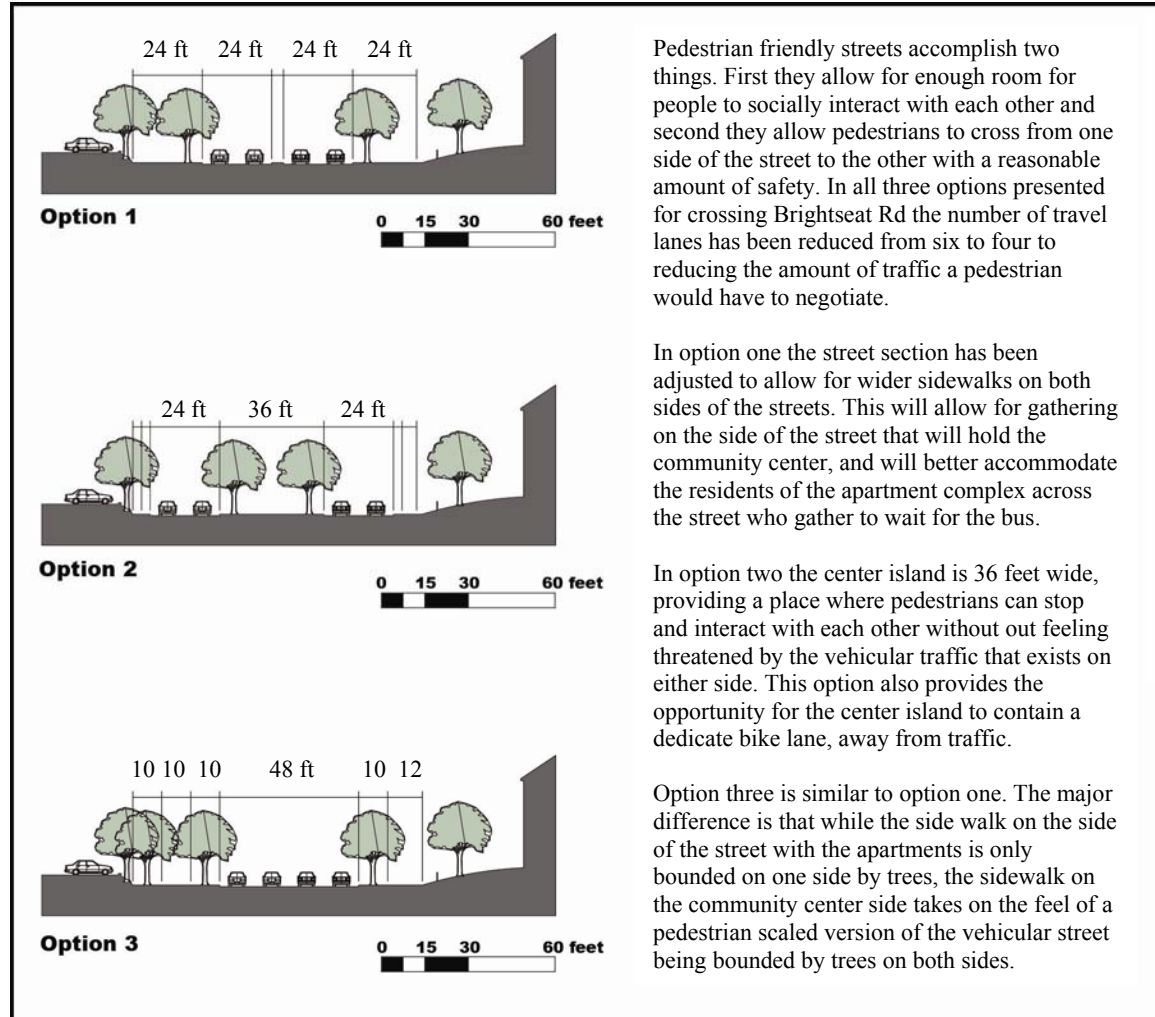 24 ft 24 ft 24 ft 24 ft
Option 1
0 15 30 60 feet
24 ft 36 ft 24 ft
Option 2
0 15 30 60 feet
10 10 10 48 ft 10 12
Option 3
0 15 30 60 feet
Pedestrian friendly streets accomplish two
things. First they allow for enough room for
people to socially interact with each other and
second they allow pedestrians to cross from one
side of the street to the other with a reasonable
amount of safety. In all three options presented
for crossing Brightseat Rd the number of travel
lanes has been reduced from six to four to
reducing the amount of traffic a pedestrian
would have to negotiate.
In option one the street section has been
adjusted to allow for wider sidewalks on both
sides of the streets. This will allow for gathering
on the side of the street that will hold the
community center, and will better accommodate
the residents of the apartment complex across
the street who gather to wait for the bus.
In option two the center island is 36 feet wide,
providing a place where pedestrians can stop
and interact with each other without out feeling
threatened by the vehicular traffic that exists on
either side. This option also provides the
opportunity for the center island to contain a
dedicate bike lane, away from traffic.
Option three is similar to option one. The major
difference is that while the side walk on the side
of the street with the apartments is only
bounded on one side by trees, the sidewalk on
the community center side takes on the feel of a
pedestrian scaled version of the vehicular street
being bounded by trees on both sides.